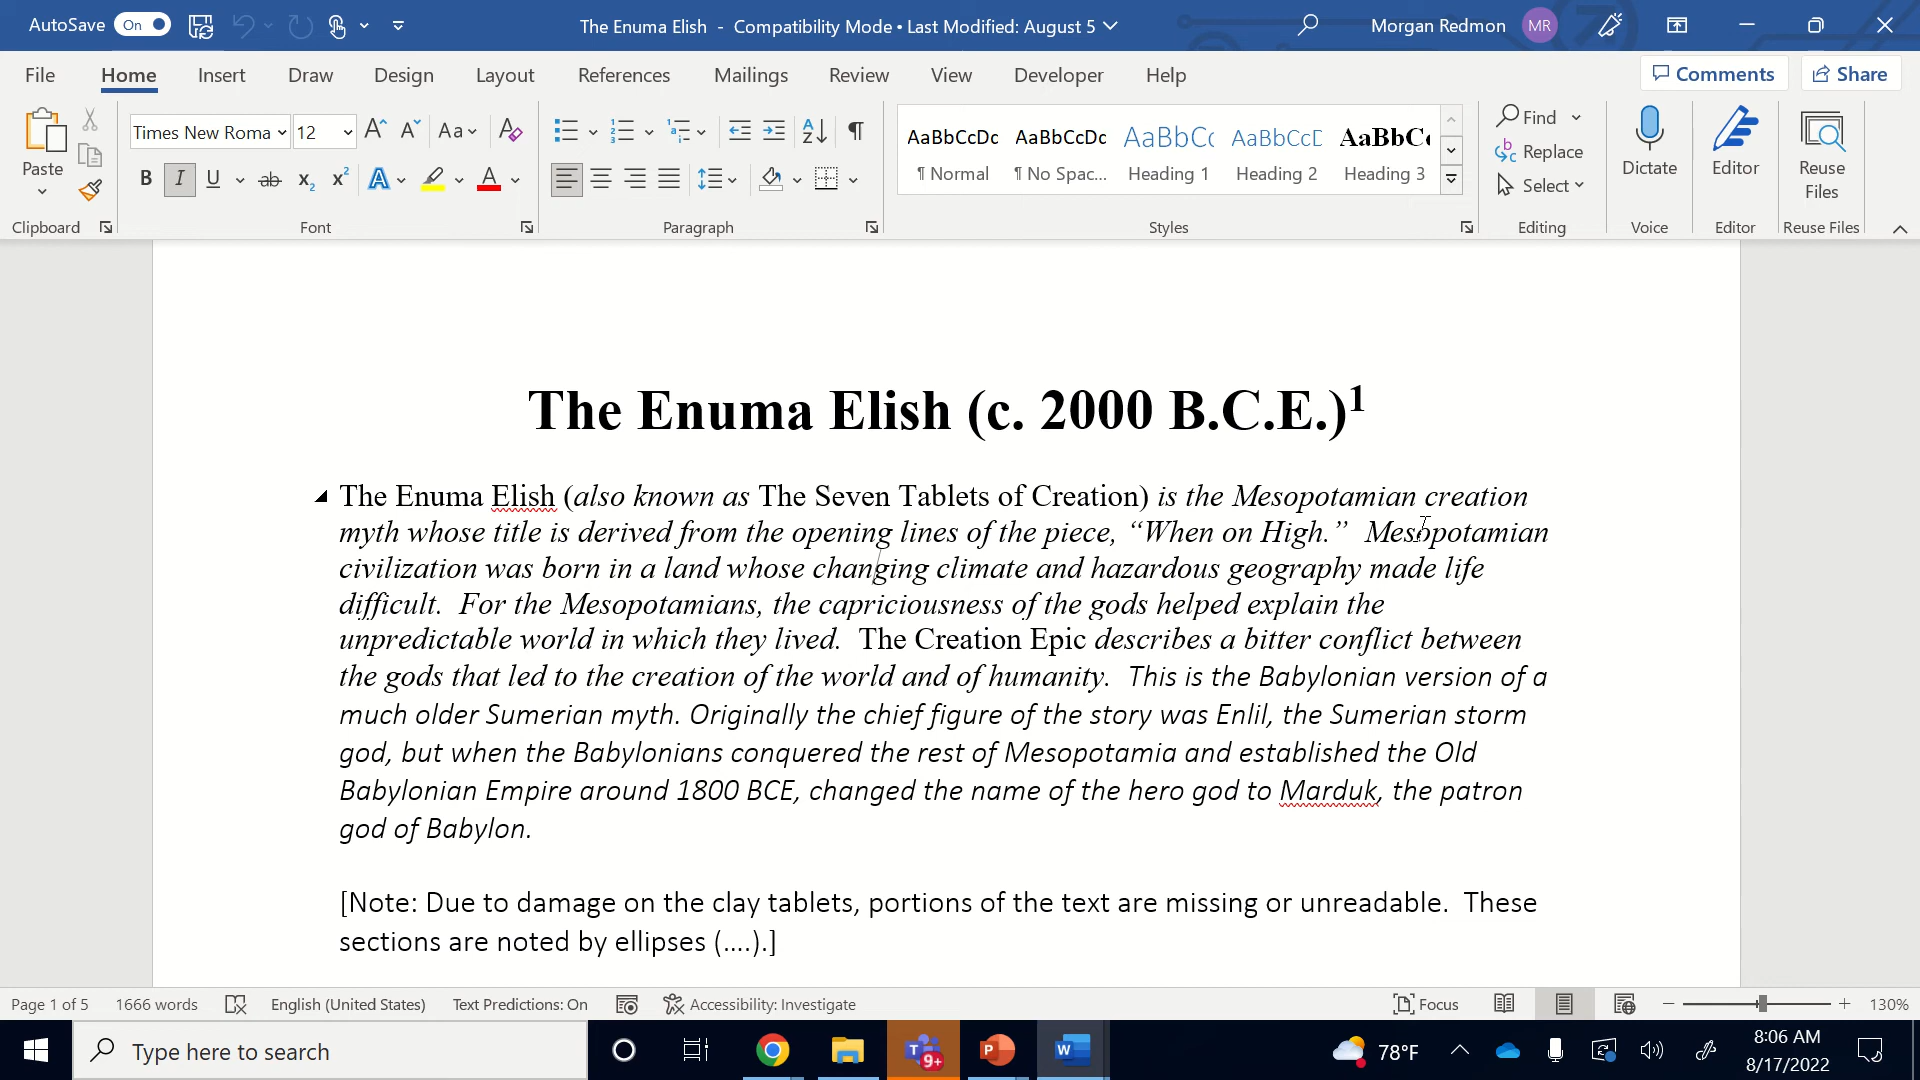 AutoSave On The Enuma Elish - Compatibility Mode • Last Modified: August 5 Morgan Redmon MR
File Home Insert Draw Design Layout References Mailings Review View Developer Help Comments Share
Times New Roma 12 Aa AaBbCcDc AaBbCcDc AaBbCc AaBbCcD AaBbCc Find
Paste B I U ab x₂ x² A A ¶ Normal ¶ No Spac... Heading 1 Heading 2 Heading 3 Replace Dictate Editor Reuse
Select Files
Clipboard Font Paragraph Styles Editing Voice Editor Reuse Files
The Enuma Elish (c. 2000 B.C.E.)¹
The Enuma Elish (also known as The Seven Tablets of Creation) is the Mesopotamian creation
myth whose title is derived from the opening lines of the piece, “When on High.”  Mesopotamian
civilization was born in a land whose changing climate and hazardous geography made life
difficult.  For the Mesopotamians, the capriciousness of the gods helped explain the
unpredictable world in which they lived.  The Creation Epic describes a bitter conflict between
the gods that led to the creation of the world and of humanity.  This is the Babylonian version of a
much older Sumerian myth. Originally the chief figure of the story was Enlil, the Sumerian storm
god, but when the Babylonians conquered the rest of Mesopotamia and established the Old
Babylonian Empire around 1800 BCE, changed the name of the hero god to Marduk, the patron
god of Babylon.
[Note: Due to damage on the clay tablets, portions of the text are missing or unreadable.  These
sections are noted by ellipses (….).]
Page 1 of 5 1666 words English (United States) Text Predictions: On Accessibility: Investigate Focus 130%
Type here to search T 9+ P W 78°F 8:06 AM
8/17/2022